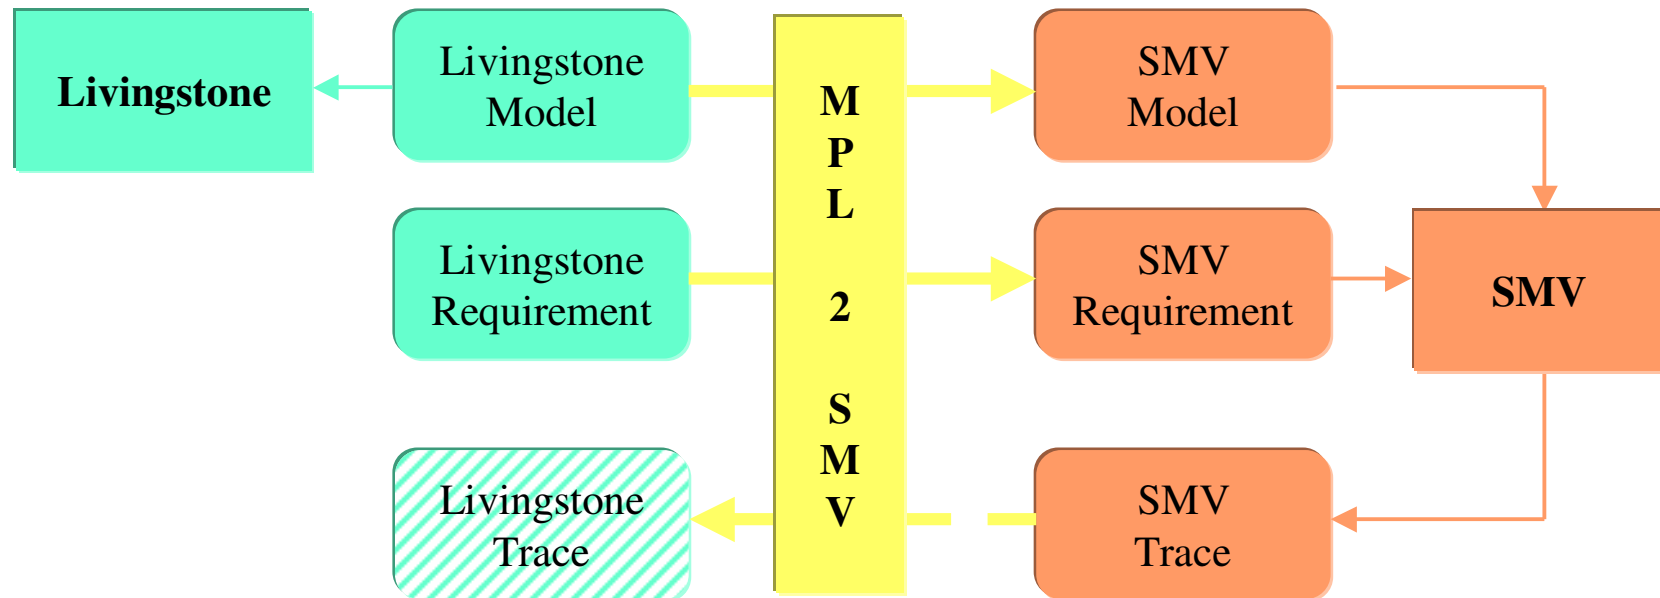 Livingstone
Livingstone
Model
Livingstone
Requirement
Livingstone
Trace
M
P
L
2
S
M
V
SMV
Model
SMV
Requirement
SMV
Trace
SMV